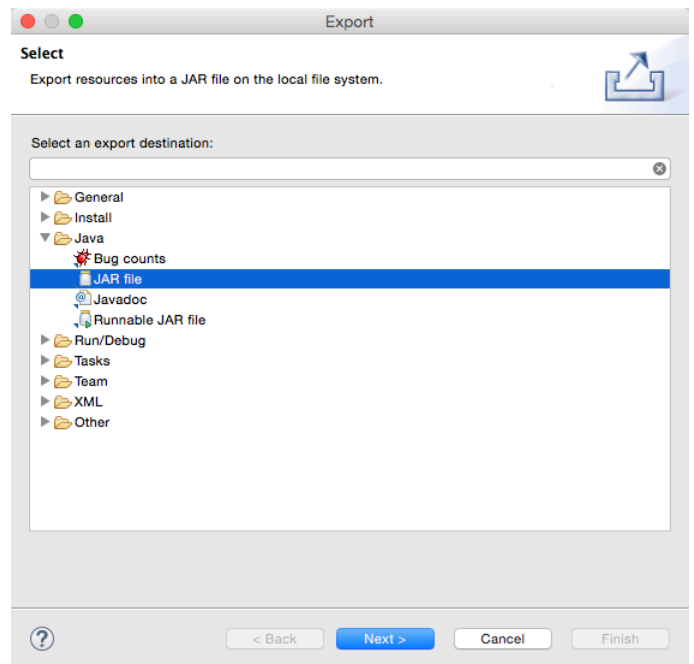 Export
Select
Export resources into a JAR file on the local file system.
Select an export destination:
General
Install
Java
Bug counts
JAR file
Javadoc
Runnable JAR file
Run/Debug
Tasks
Team
XML
Other
? < Back Next > Cancel Finish